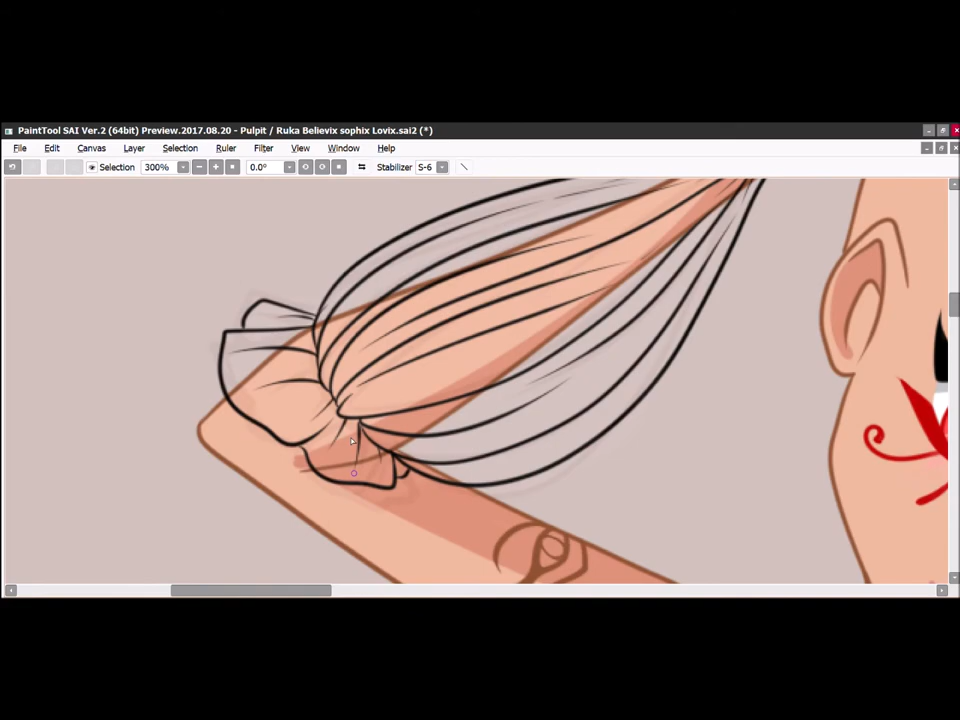 PaintTool SAI Ver.2 (64bit) Preview.2017.08.20 - Pulpit / Ruka Believix sophix Lovix.sai2 (*)
File Edit Canvas Layer Selection Ruler Filter View Window Help
Selection 300% 0.0° Stabilizer S-6